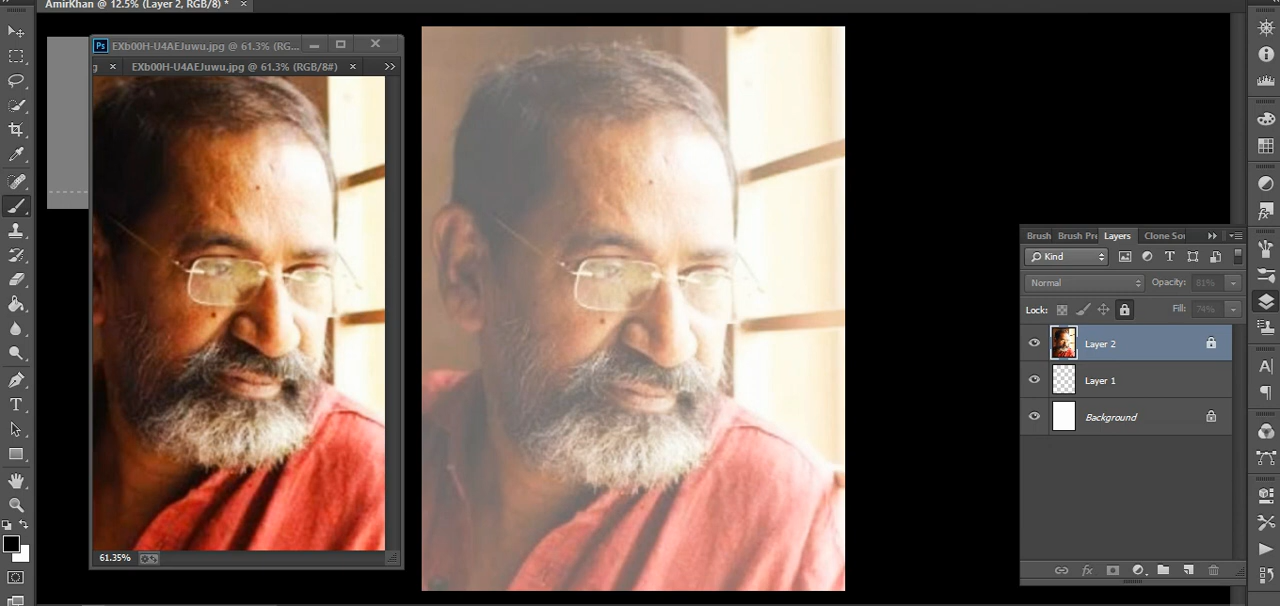 AmirKhan @ 12.5% (Layer 2, RGB/8) *
Ps EXb00H-U4AEJuwu.jpg @ 61.3% (RG...
g EXb00H-U4AEJuwu.jpg @ 61.3% (RGB/8#)
61.35%
Brush Brush Pre Layers Clone Sou
Kind
Normal Opacity: 81%
Lock: Fill: 74%
Layer 2
Layer 1
Background